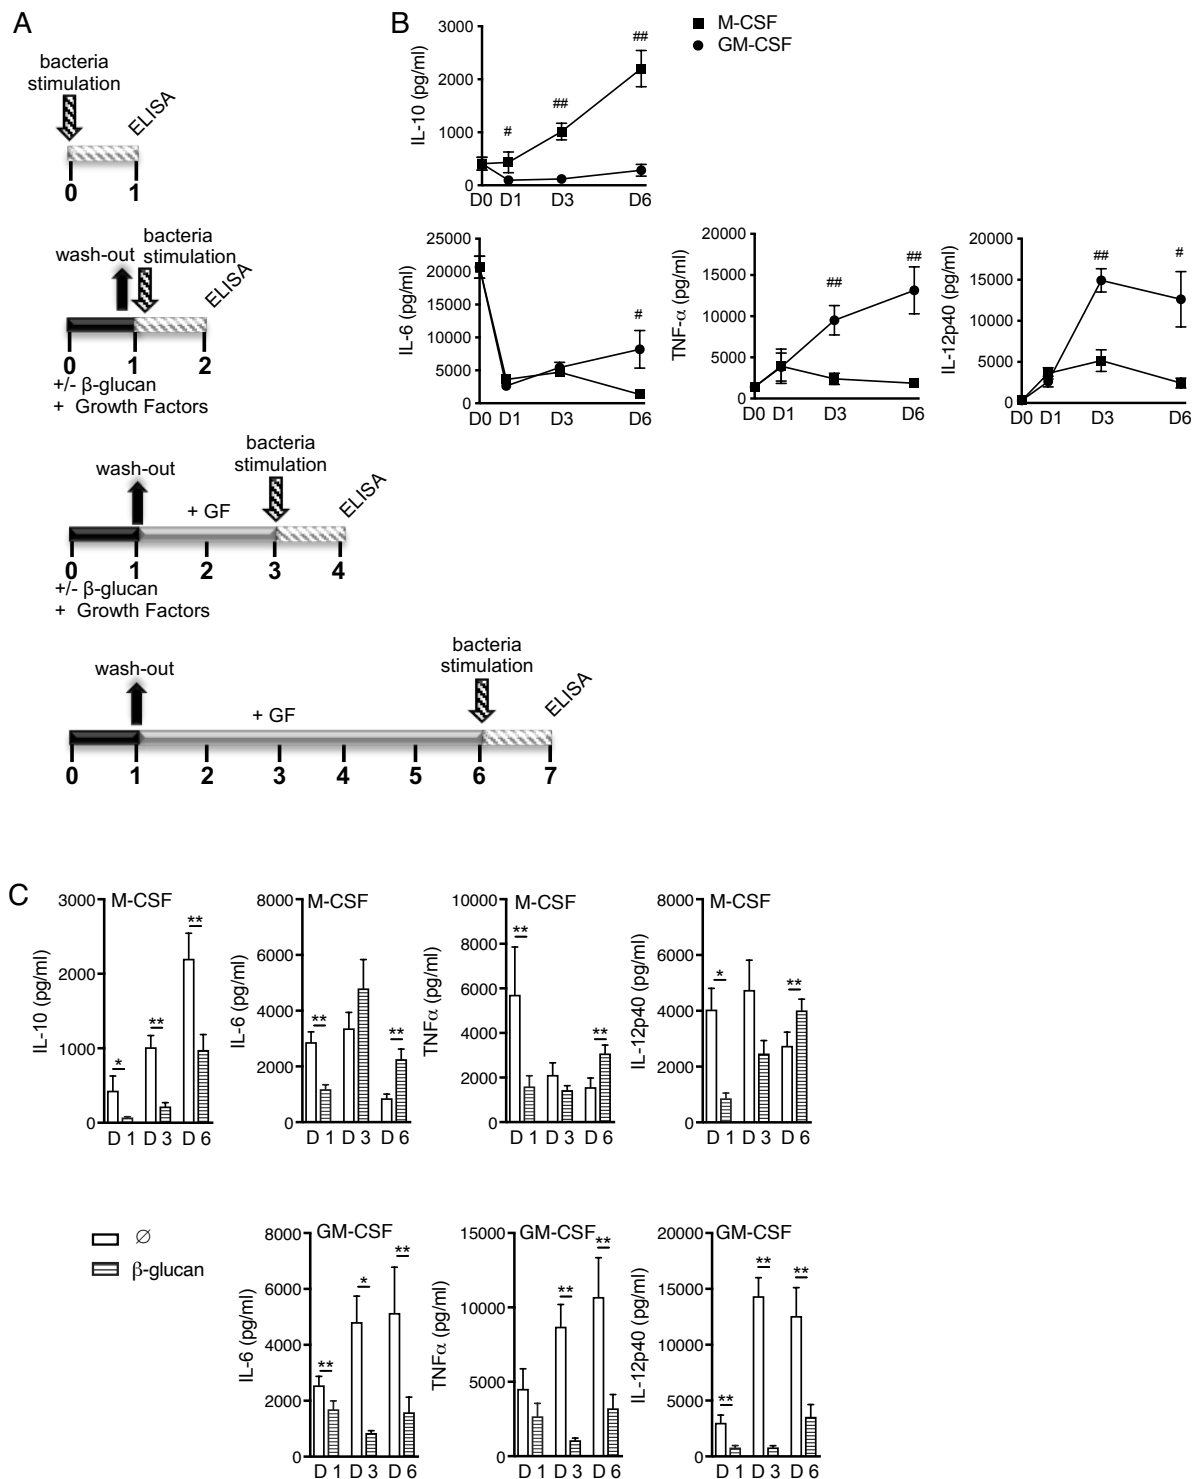 A
bacteria
stimulation
ELISA
0 1
wash-out
bacteria
stimulation
ELISA
0 1 2
+/- β-glucan
+ Growth Factors
wash-out
bacteria
stimulation
+ GF
ELISA
0 1 2 3 4
+/- β-glucan
+ Growth Factors
wash-out
bacteria
stimulation
+ GF
ELISA
0 1 2 3 4 5 6 7
B
M-CSF
GM-CSF
IL-10 (pg/ml)
3000
2000
1000
0
# ## ##
D0 D1 D3 D6
IL-6 (pg/ml)
25000
20000
15000
10000
5000
0
#
D0 D1 D3 D6
TNF-α (pg/ml)
20000
15000
10000
5000
0
## ##
D0 D1 D3 D6
IL-12p40 (pg/ml)
20000
15000
10000
5000
0
## #
D0 D1 D3 D6
C
M-CSF
IL-10 (pg/ml)
3000
2000
1000
0
* ** **
D 1 D 3 D 6
M-CSF
IL-6 (pg/ml)
8000
6000
4000
2000
0
** **
D 1 D 3 D 6
M-CSF
TNFα (pg/ml)
10000
8000
6000
4000
2000
0
** **
D 1 D 3 D 6
M-CSF
IL-12p40 (pg/ml)
8000
6000
4000
2000
0
* **
D 1 D 3 D 6
∅
β-glucan
GM-CSF
IL-6 (pg/ml)
8000
6000
4000
2000
0
** * **
D 1 D 3 D 6
GM-CSF
TNFα (pg/ml)
15000
10000
5000
0
** **
D 1 D 3 D 6
GM-CSF
IL-12p40 (pg/ml)
20000
15000
10000
5000
0
** ** **
D 1 D 3 D 6